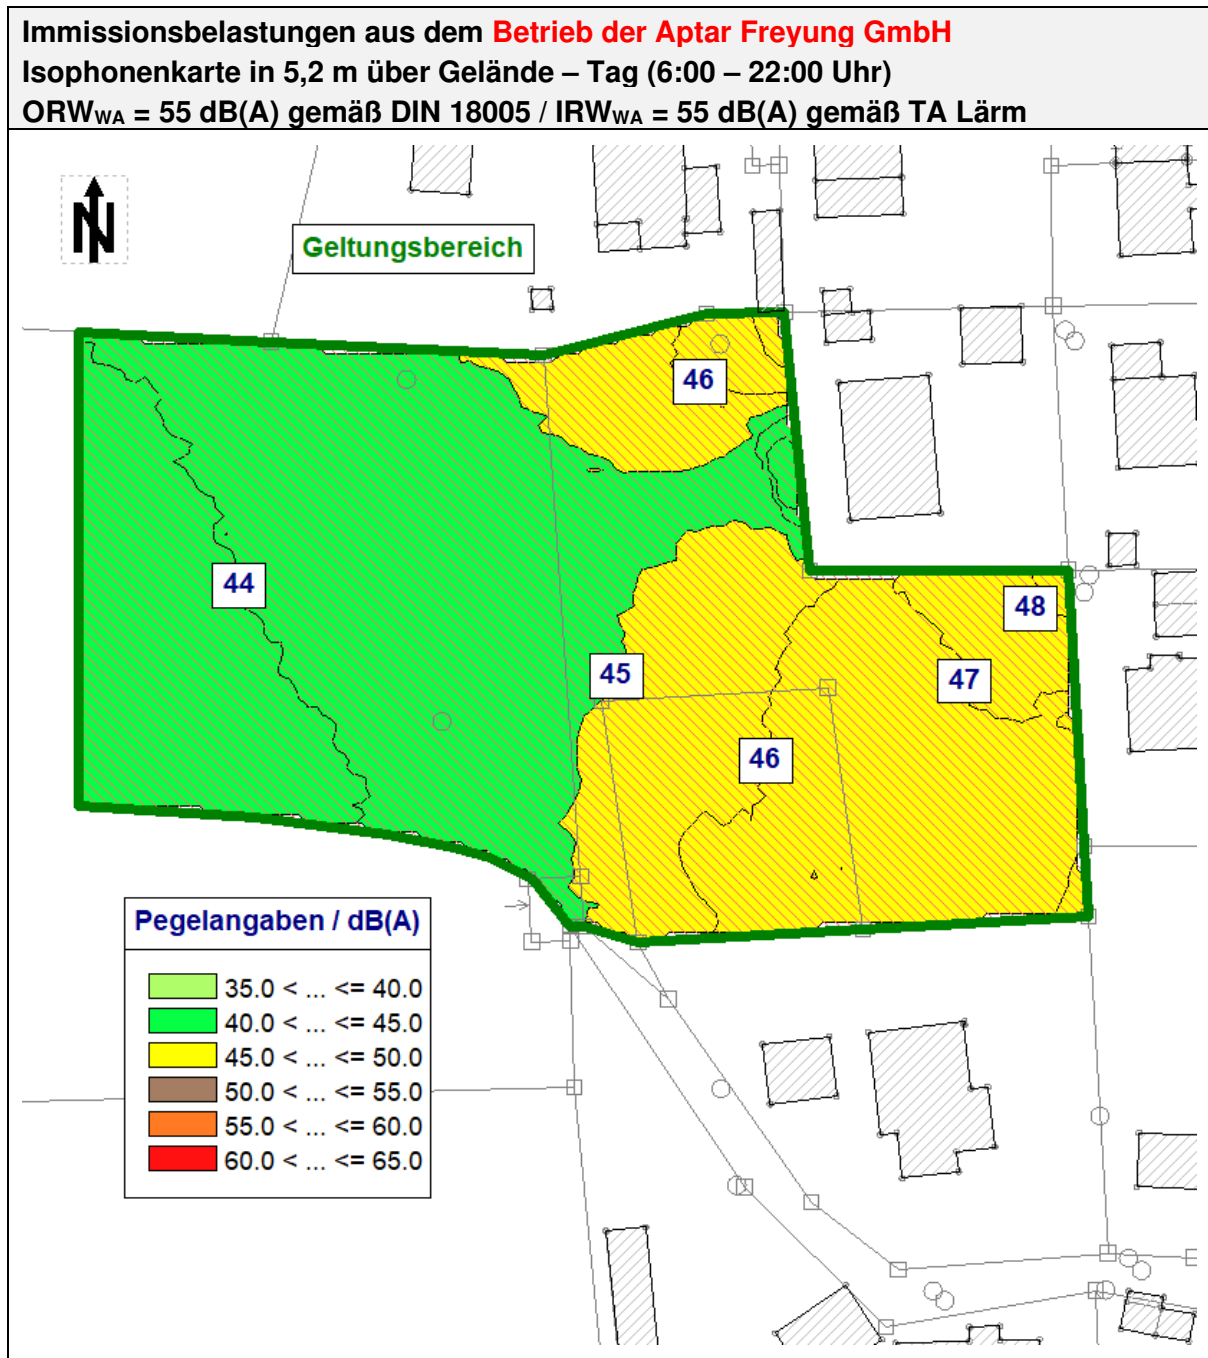 Immissionsbelastungen aus dem Betrieb der Aptar Freyung GmbH
Isophonenkarte in 5,2 m über Gelände – Tag (6:00 – 22:00 Uhr)
ORWWA = 55 dB(A) gemäß DIN 18005 / IRWWA = 55 dB(A) gemäß TA Lärm
N
Geltungsbereich
46
44
48
45
47
46
Pegelangaben / dB(A)
35.0 < ... <= 40.0
40.0 < ... <= 45.0
45.0 < ... <= 50.0
50.0 < ... <= 55.0
55.0 < ... <= 60.0
60.0 < ... <= 65.0